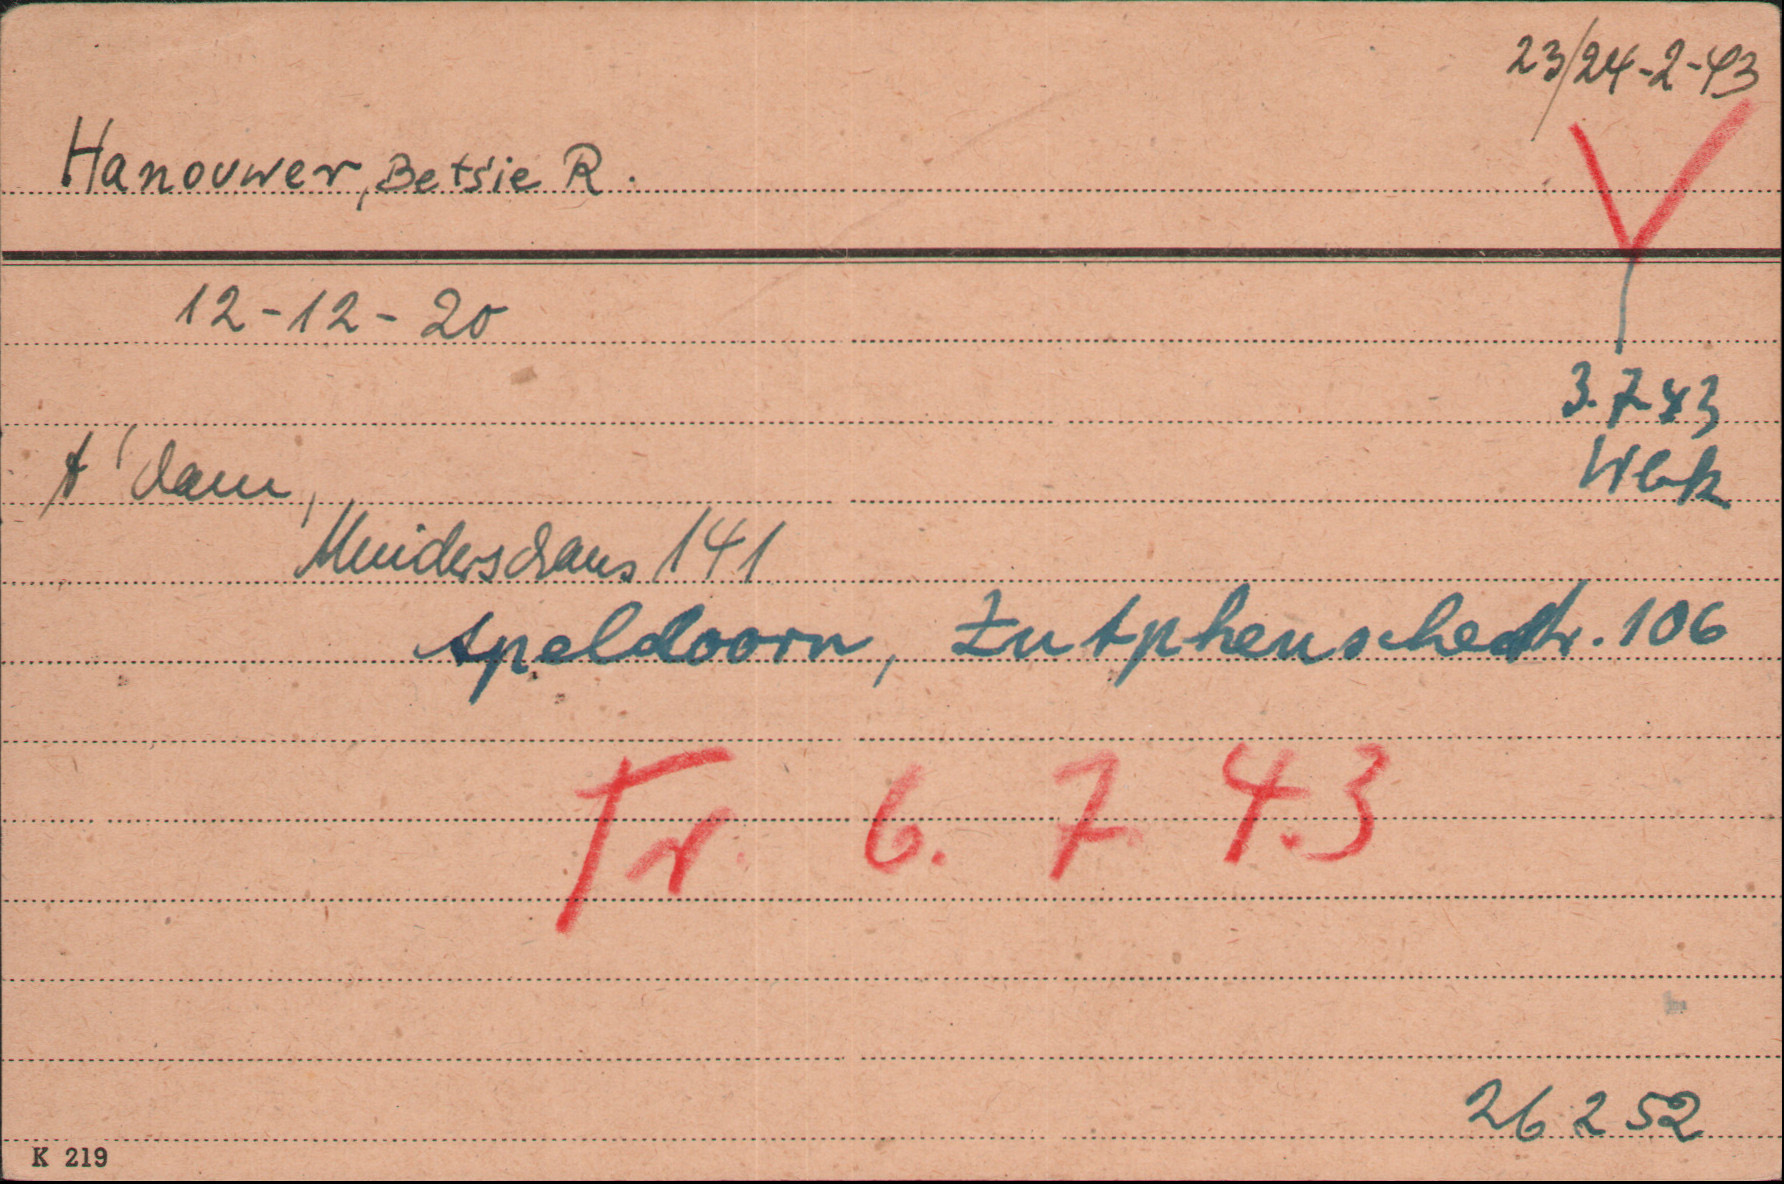 23/24-2-43
Hanouwer, Betsie R.
12-12-20
3.7.43
A'dam,
Wbk
Muiderschans 141
Apeldoorn, Zutphenschestr. 106
Tr. 6. 7. 43
26252
K 219